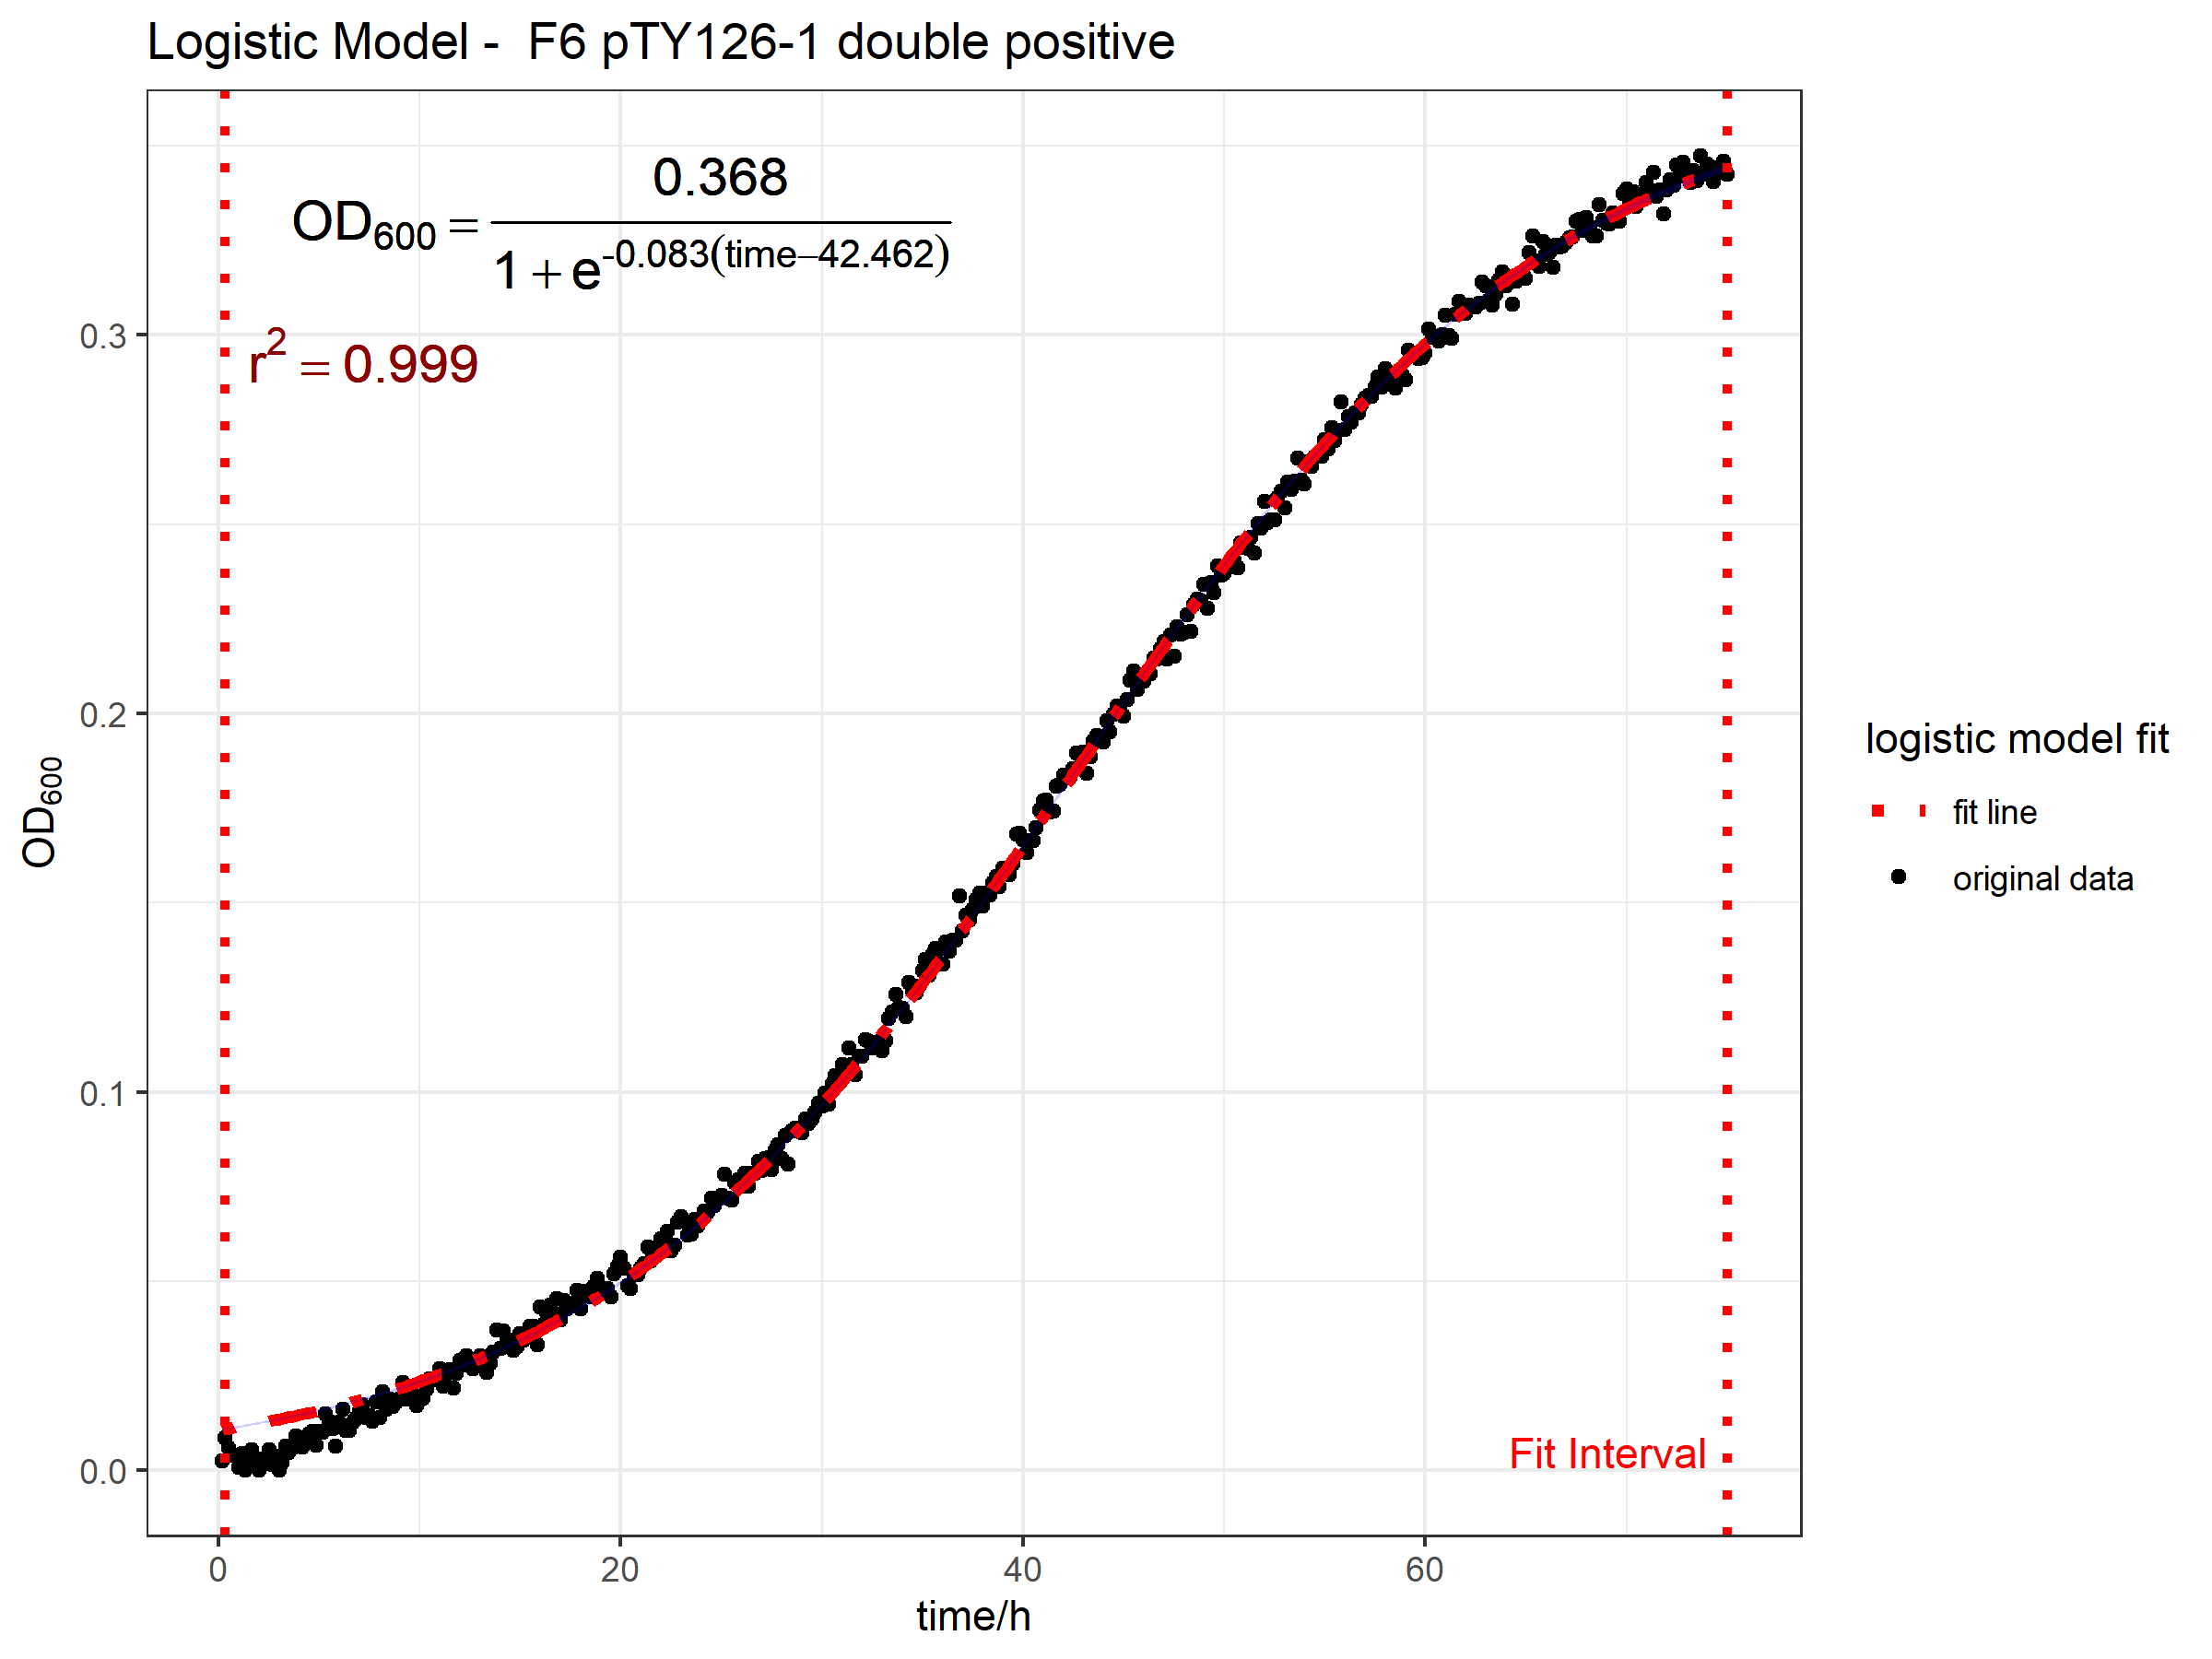 Logistic Model -  F6 pTY126-1 double positive
OD₆₀₀ = 0.368 / 1 + e^-0.083(time−42.462)
r² = 0.999
0.3
0.2
0.1
0.0
OD₆₀₀
0 20 40 60
time/h
Fit Interval
logistic model fit
fit line
original data